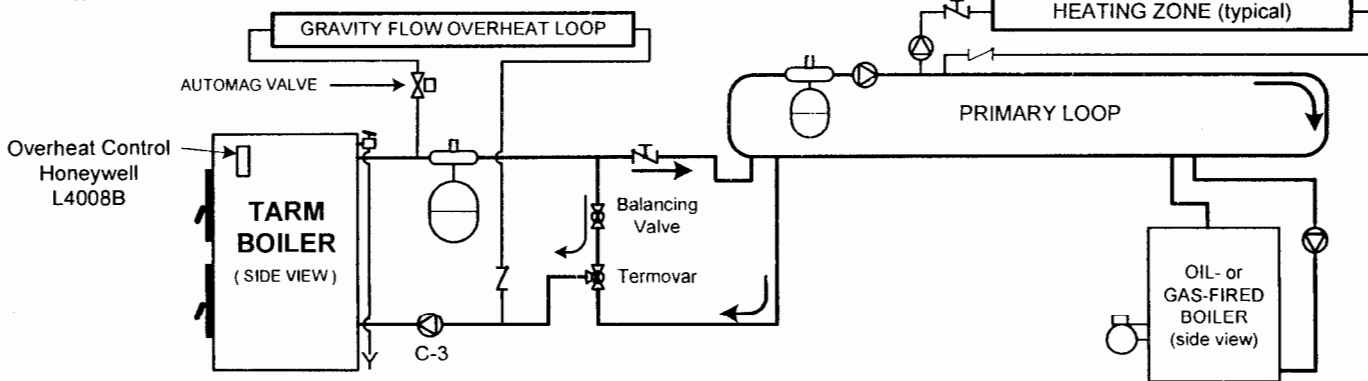 HEATING ZONE (typical)
GRAVITY FLOW OVERHEAT LOOP
AUTOMAG VALVE
PRIMARY LOOP
Overheat Control
Honeywell
L4008B
TARM
BOILER
( SIDE VIEW )
Balancing
Valve
Termovar
C-3
OIL- or
GAS-FIRED
BOILER
(side view)